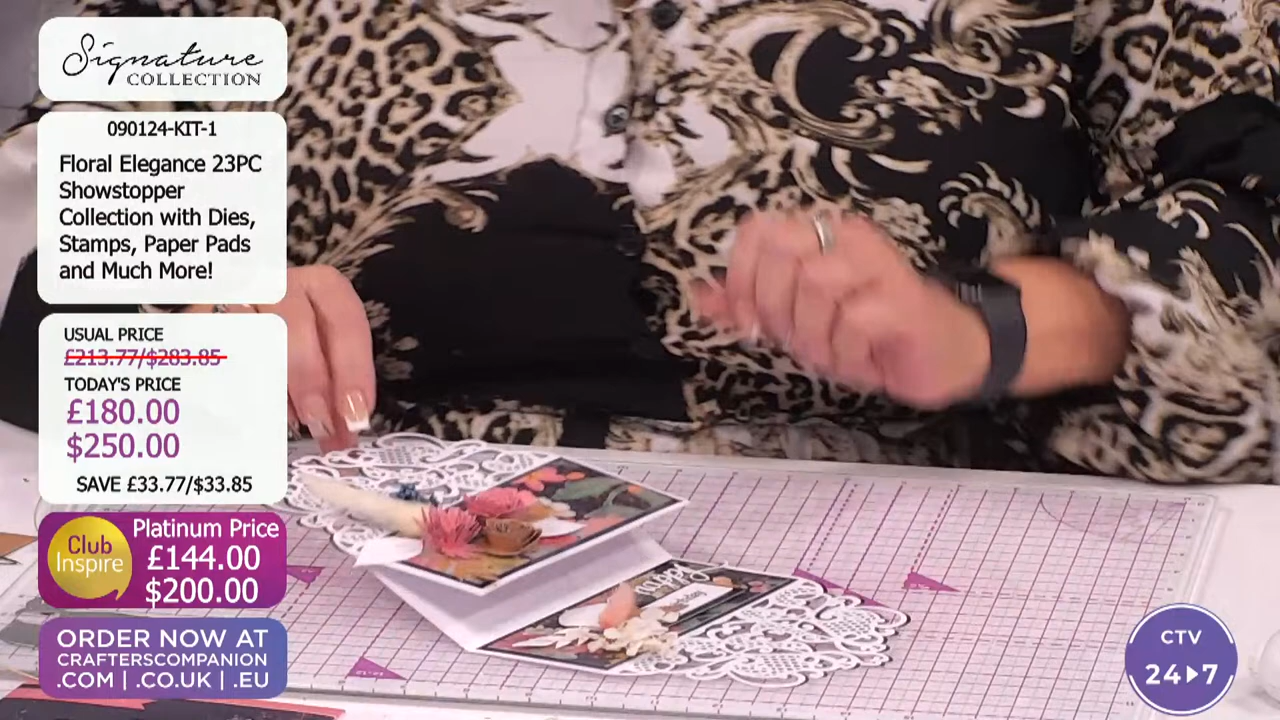 Signature
COLLECTION
090124-KIT-1
Floral Elegance 23PC
Showstopper
Collection with Dies,
Stamps, Paper Pads
and Much More!
USUAL PRICE
£213.77/$283.85
TODAY'S PRICE
£180.00
$250.00
SAVE £33.77/$33.85
Club
Inspire
Platinum Price
£144.00
$200.00
ORDER NOW AT
CRAFTERSCOMPANION
.COM | .CO.UK | .EU
happy
CTV
24▶7